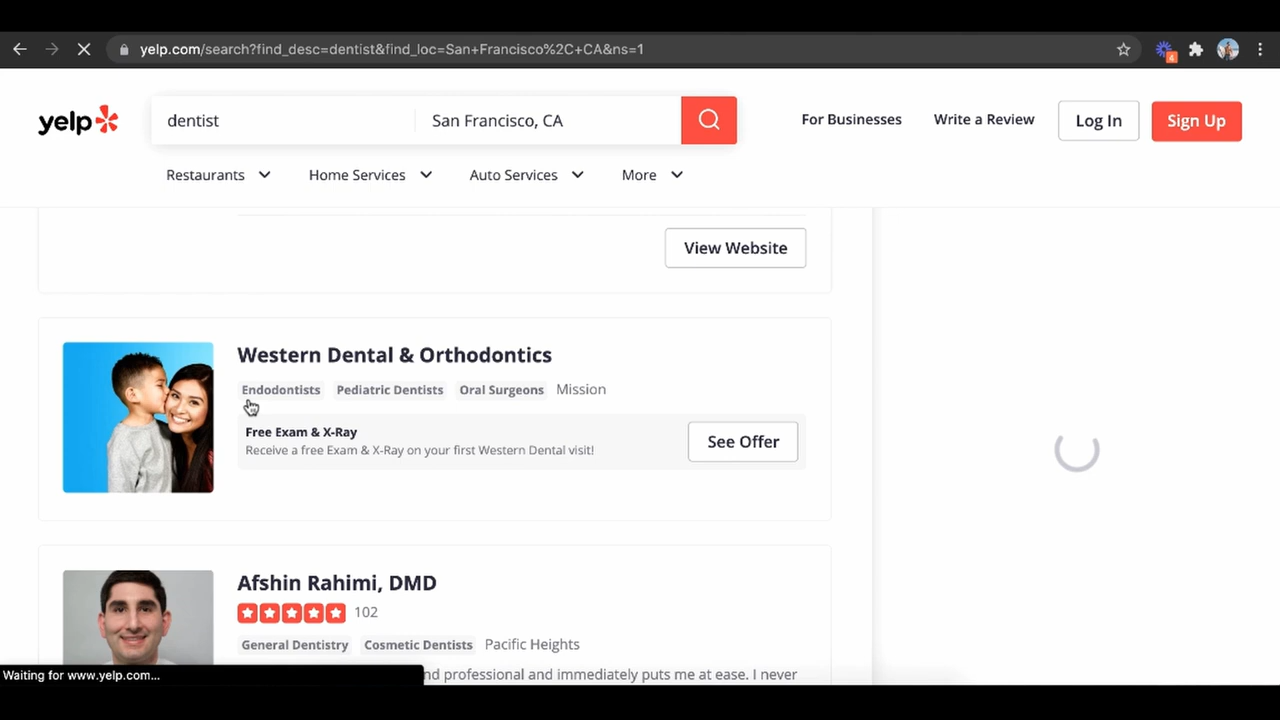 yelp.com/search?find_desc=dentist&find_loc=San+Francisco%2C+CA&ns=1
4
yelp
dentist
San Francisco, CA
For Businesses
Write a Review
Log In
Sign Up
Restaurants
Home Services
Auto Services
More
View Website
Western Dental & Orthodontics
Endodontists Pediatric Dentists Oral Surgeons Mission
Free Exam & X-Ray
Receive a free Exam & X-Ray on your first Western Dental visit!
See Offer
Afshin Rahimi, DMD
102
General Dentistry Cosmetic Dentists Pacific Heights
nd professional and immediately puts me at ease. I never
Waiting for www.yelp.com...